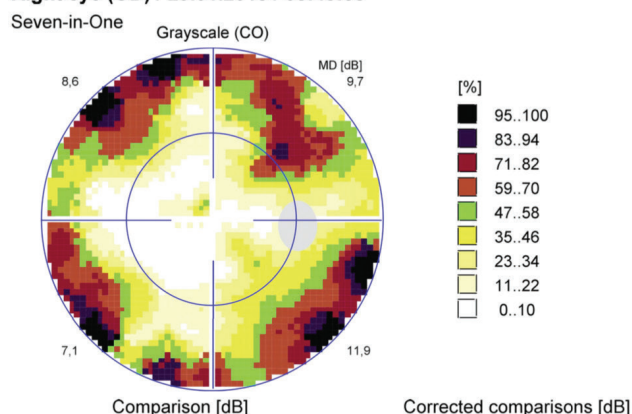 Seven-in-One
Grayscale (CO)
MD [dB]
8,6
9,7
[%]
95..100
83..94
71..82
59..70
47..58
35..46
23..34
11..22
0..10
7,1
11,9
Comparison [dB]
Corrected comparisons [dB]